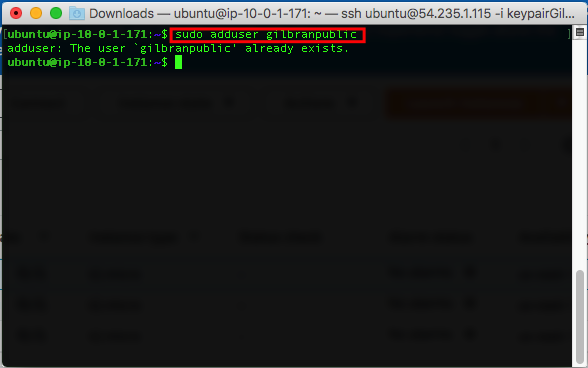 Downloads — ubuntu@ip-10-0-1-171: ~ — ssh ubuntu@54.235.1.115 -i keypairGil...
[ubuntu@ip-10-0-1-171:~$ sudo adduser gilbranpublic ]
adduser: The user `gilbranpublic' already exists.
ubuntu@ip-10-0-1-171:~$